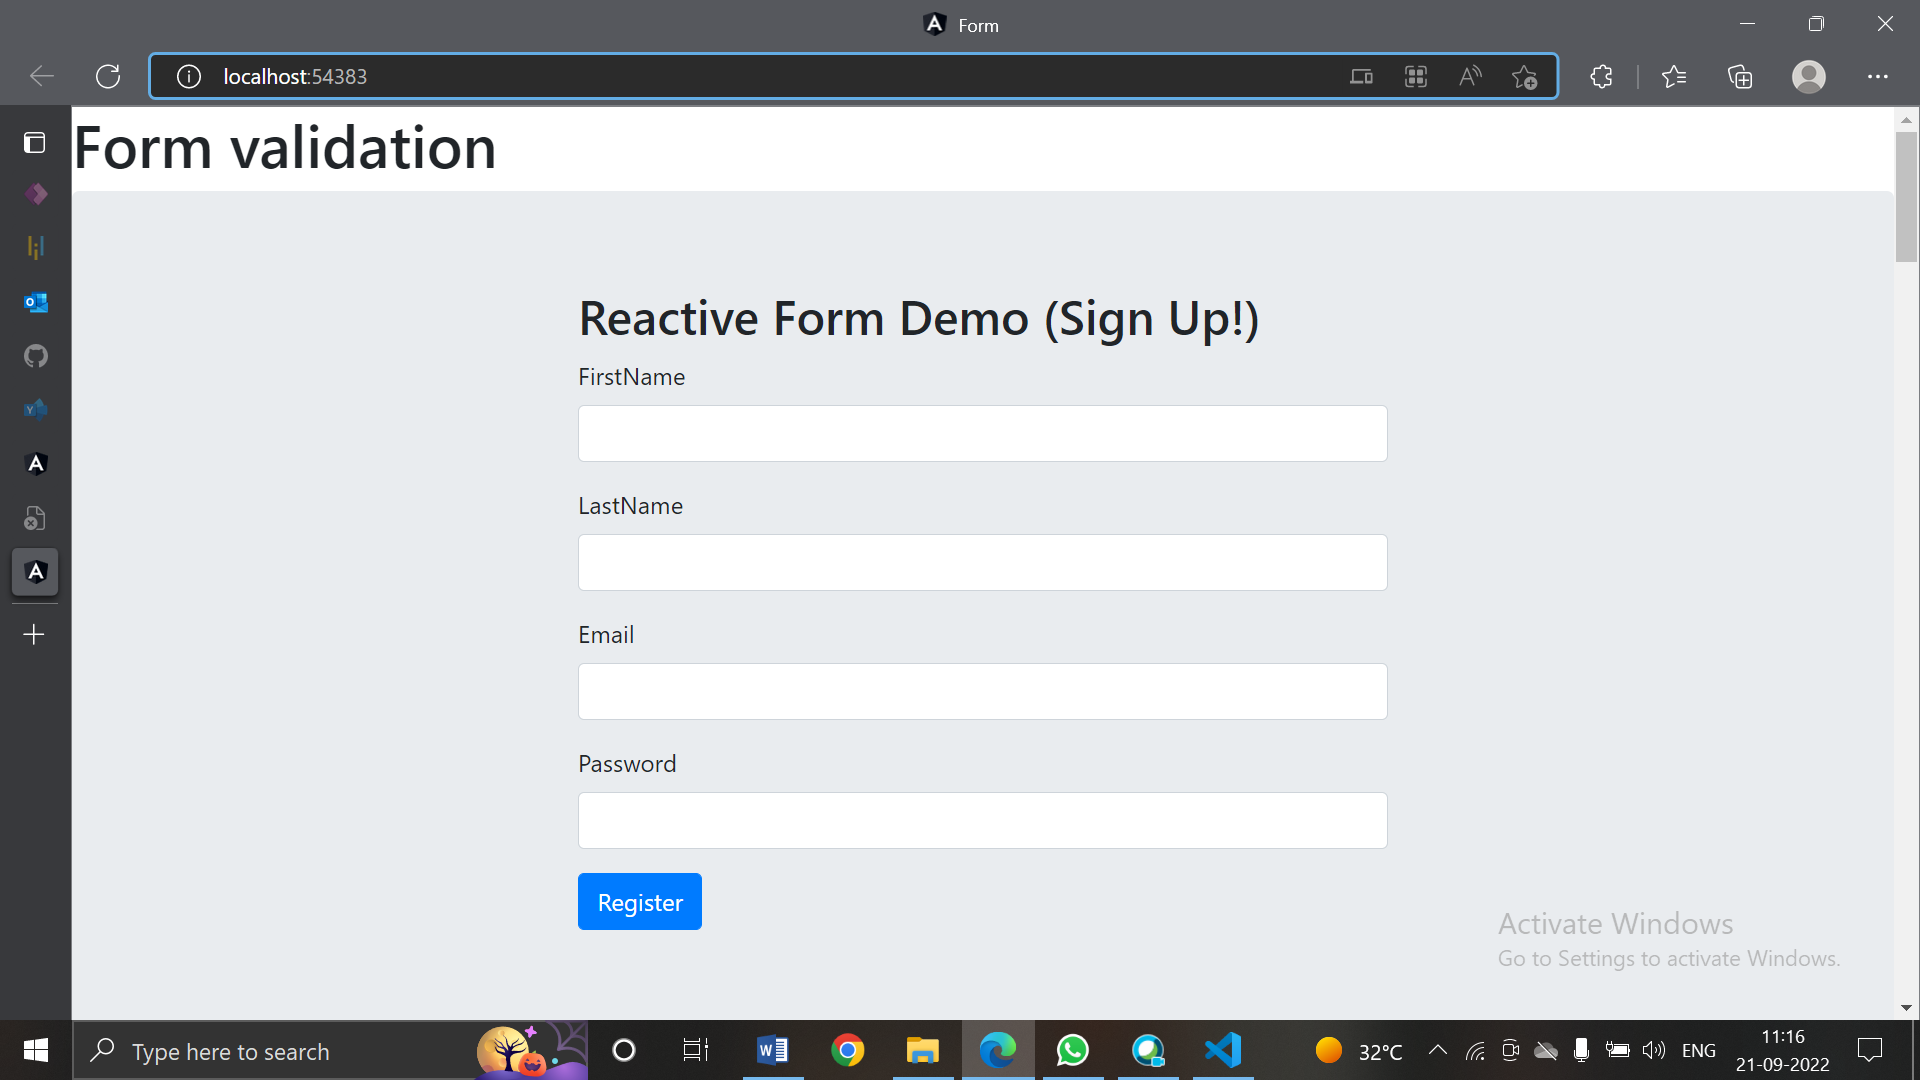 Form
localhost:54383
Form validation
Reactive Form Demo (Sign Up!)
FirstName
LastName
Email
Password
Register
Activate Windows
Go to Settings to activate Windows.
Type here to search
32°C
ENG
11:16
21-09-2022